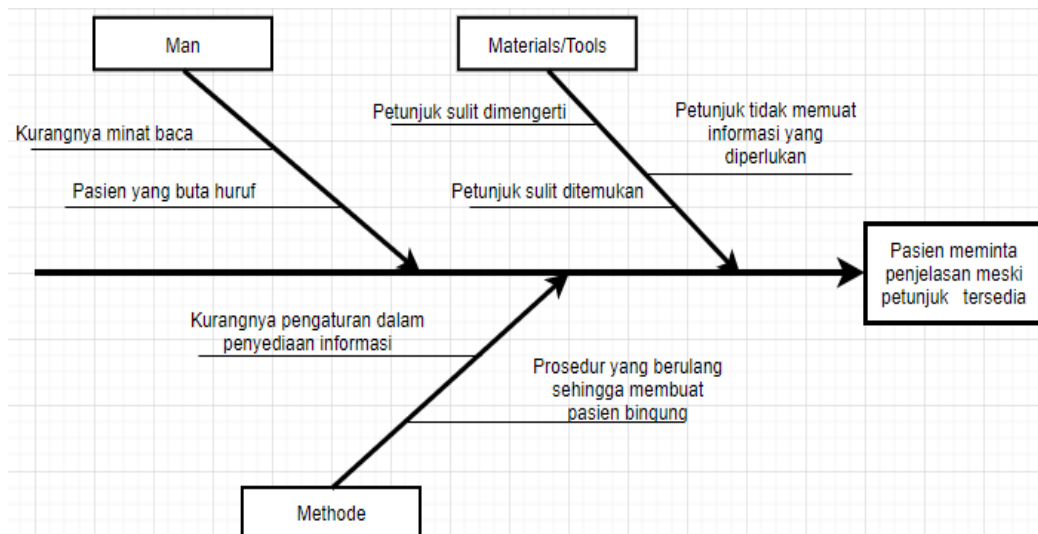 Man
Materials/Tools
Petunjuk sulit dimengerti
Petunjuk tidak memuat
informasi yang
diperlukan
Kurangnya minat baca
Pasien yang buta huruf
Petunjuk sulit ditemukan
Pasien meminta
penjelasan meski
petunjuk tersedia
Kurangnya pengaturan dalam
penyediaan informasi
Prosedur yang berulang
sehingga membuat
pasien bingung
Methode